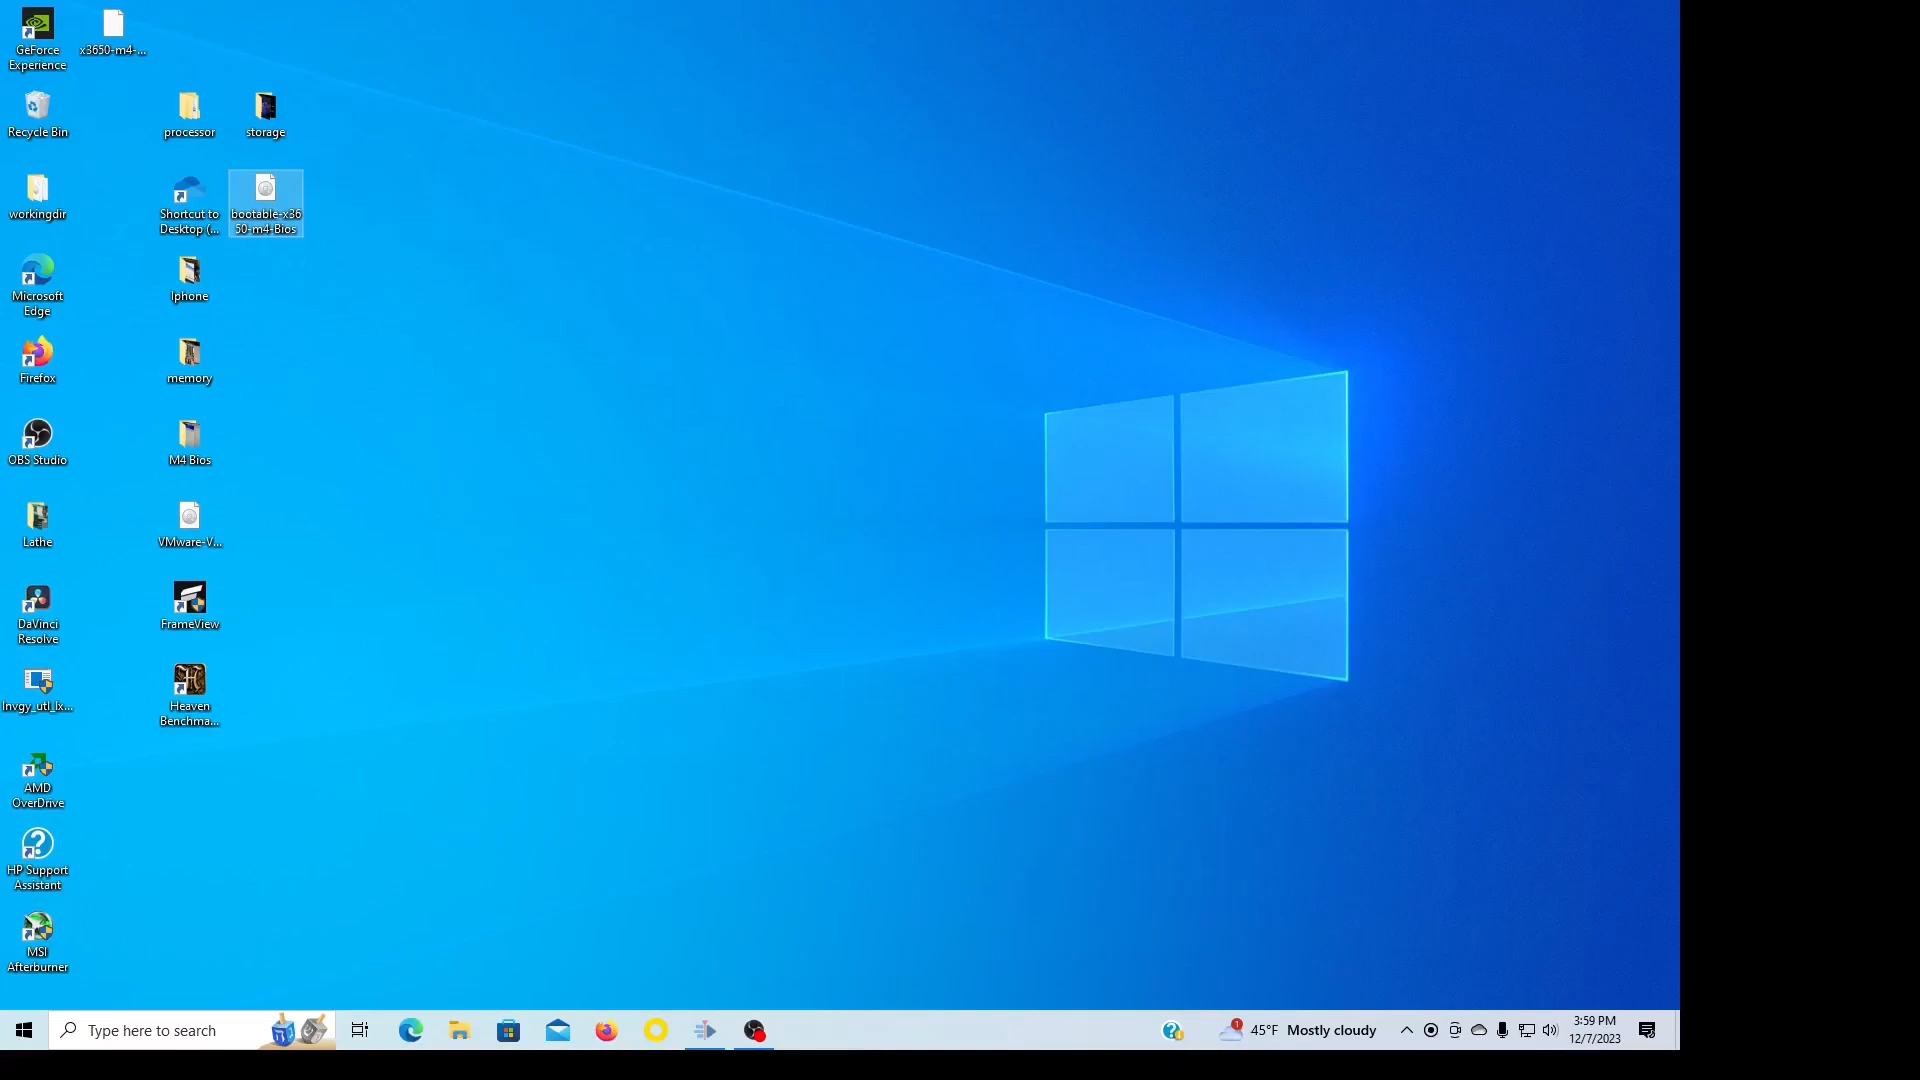 GeForce
Experience
x3650-m4-...
Recycle Bin
processor
storage
workingdir
Shortcut to
Desktop (...
bootable-x36
50-m4-Bios
Microsoft
Edge
Iphone
Firefox
memory
OBS Studio
M4 Bios
Lathe
VMware-V...
DaVinci
Resolve
FrameView
lnvgy_utl_lx...
Heaven
Benchma...
AMD
OverDrive
HP Support
Assistant
MSI
Afterburner
Type here to search
1
45°F Mostly cloudy
3:59 PM
12/7/2023